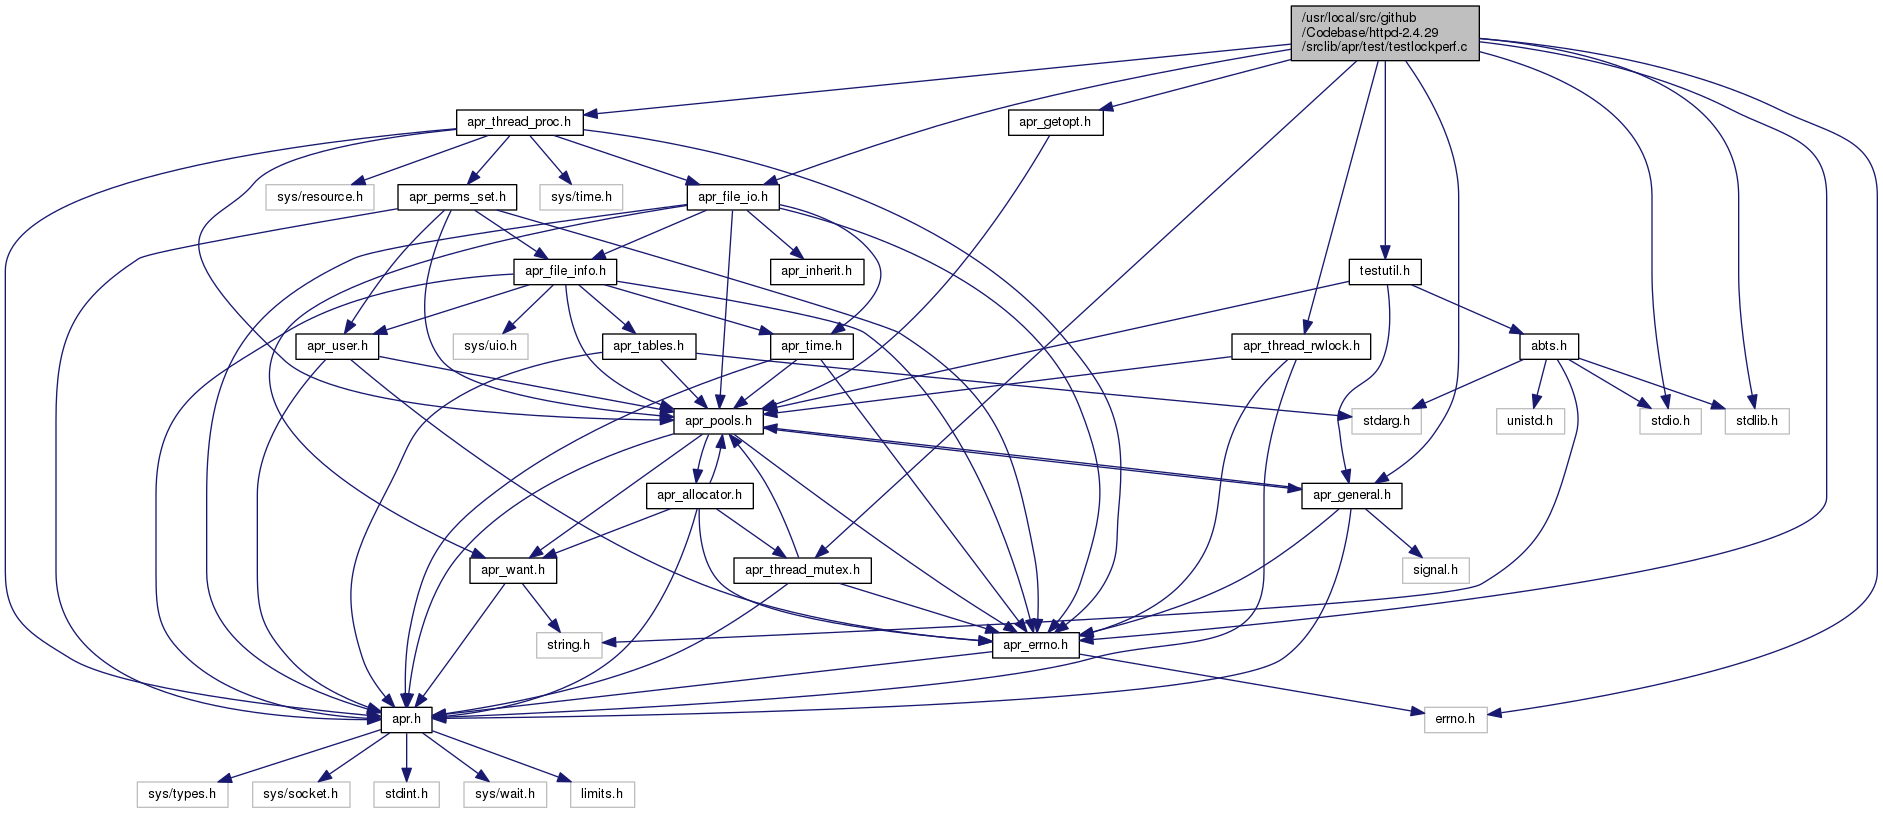 /usr/local/src/github
/Codebase/httpd-2.4.29
/srclib/apr/test/testlockperf.c
apr_thread_proc.h
apr_getopt.h
sys/resource.h
apr_perms_set.h
sys/time.h
apr_file_io.h
apr_file_info.h
apr_inherit.h
testutil.h
apr_user.h
sys/uio.h
apr_tables.h
apr_time.h
apr_thread_rwlock.h
abts.h
apr_pools.h
stdarg.h
unistd.h
stdio.h
stdlib.h
apr_allocator.h
apr_general.h
apr_want.h
apr_thread_mutex.h
signal.h
string.h
apr_errno.h
apr.h
errno.h
sys/types.h
sys/socket.h
stdint.h
sys/wait.h
limits.h